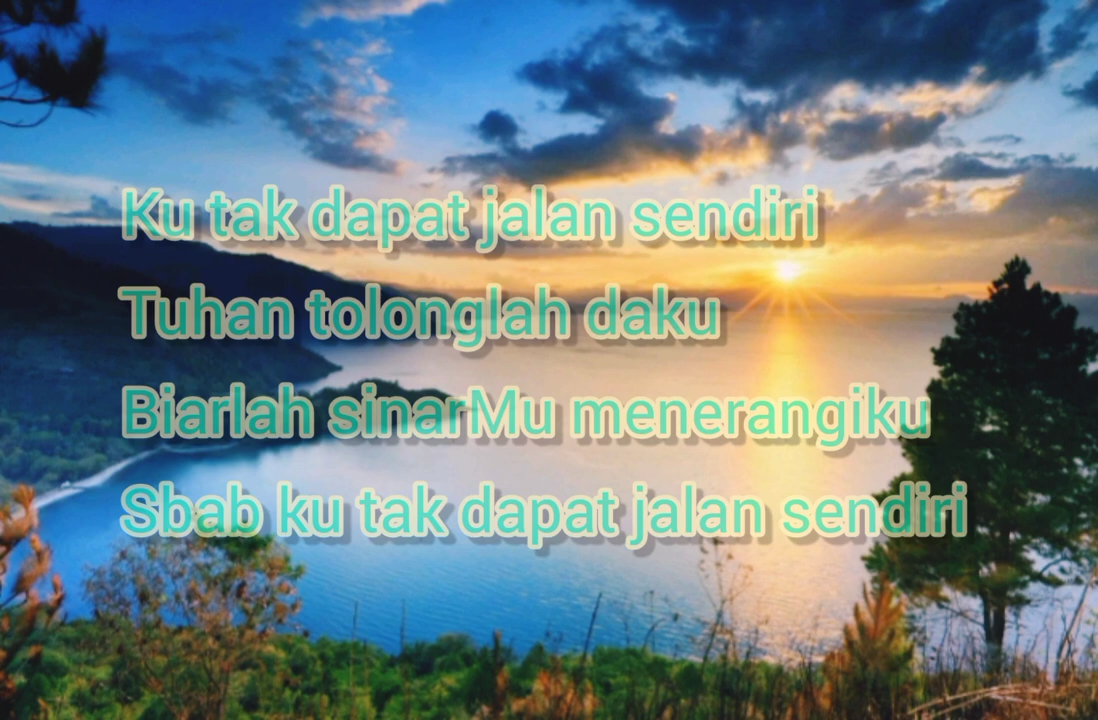 Ku tak dapat jalan sendiri
Tuhan tolonglah daku
Biarlah sinarMu menerangiku
Sbab ku tak dapat jalan sendiri